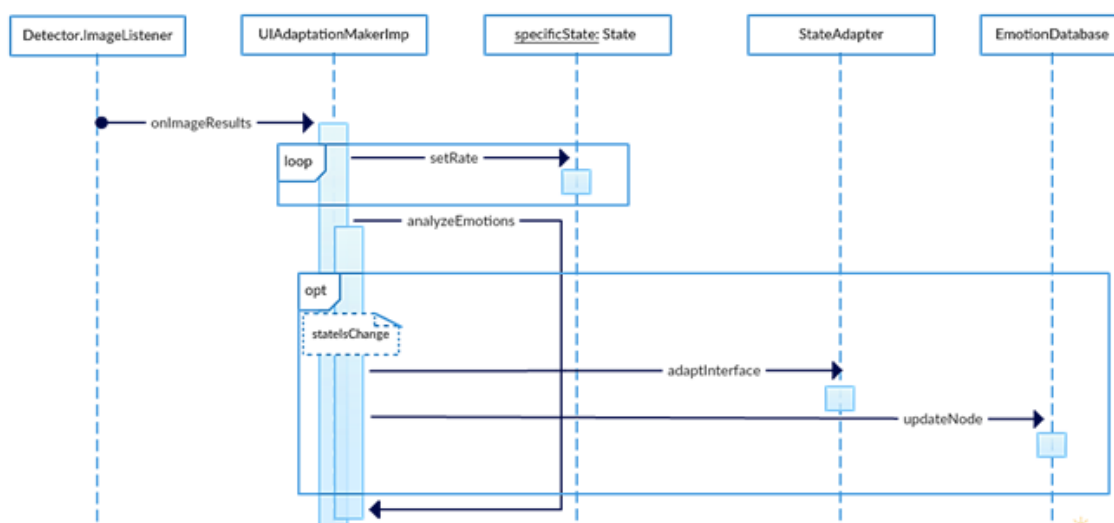 Detector.ImageListener
UIAdaptationMakerImp
specificState: State
StateAdapter
EmotionDatabase
onImageResults
loop
setRate
analyzeEmotions
opt
stateIsChange
adaptInterface
updateNode